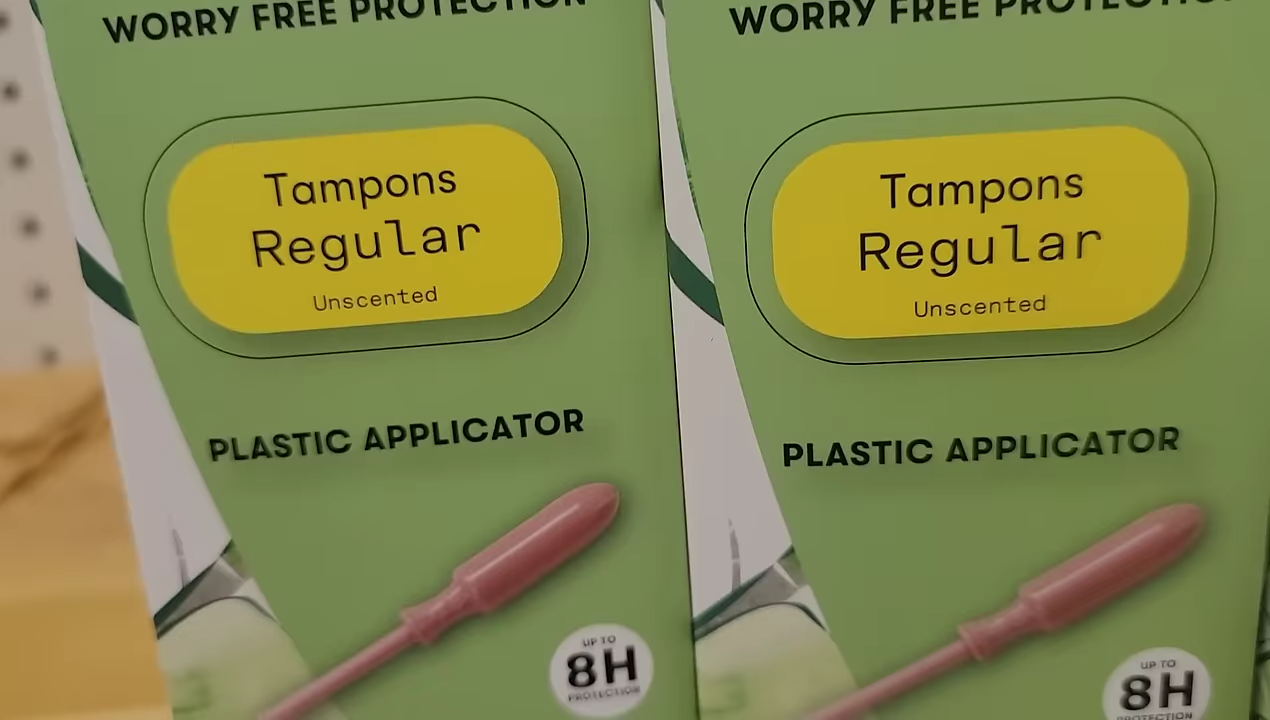 WORRY FREE PROTECTION
Tampons
Regular
Unscented
PLASTIC APPLICATOR
UP TO
8H
PROTECTION
WORRY FREE PROTECTIO
Tampons
Regular
Unscented
PLASTIC APPLICATOR
UP TO
8H
PROTECTION